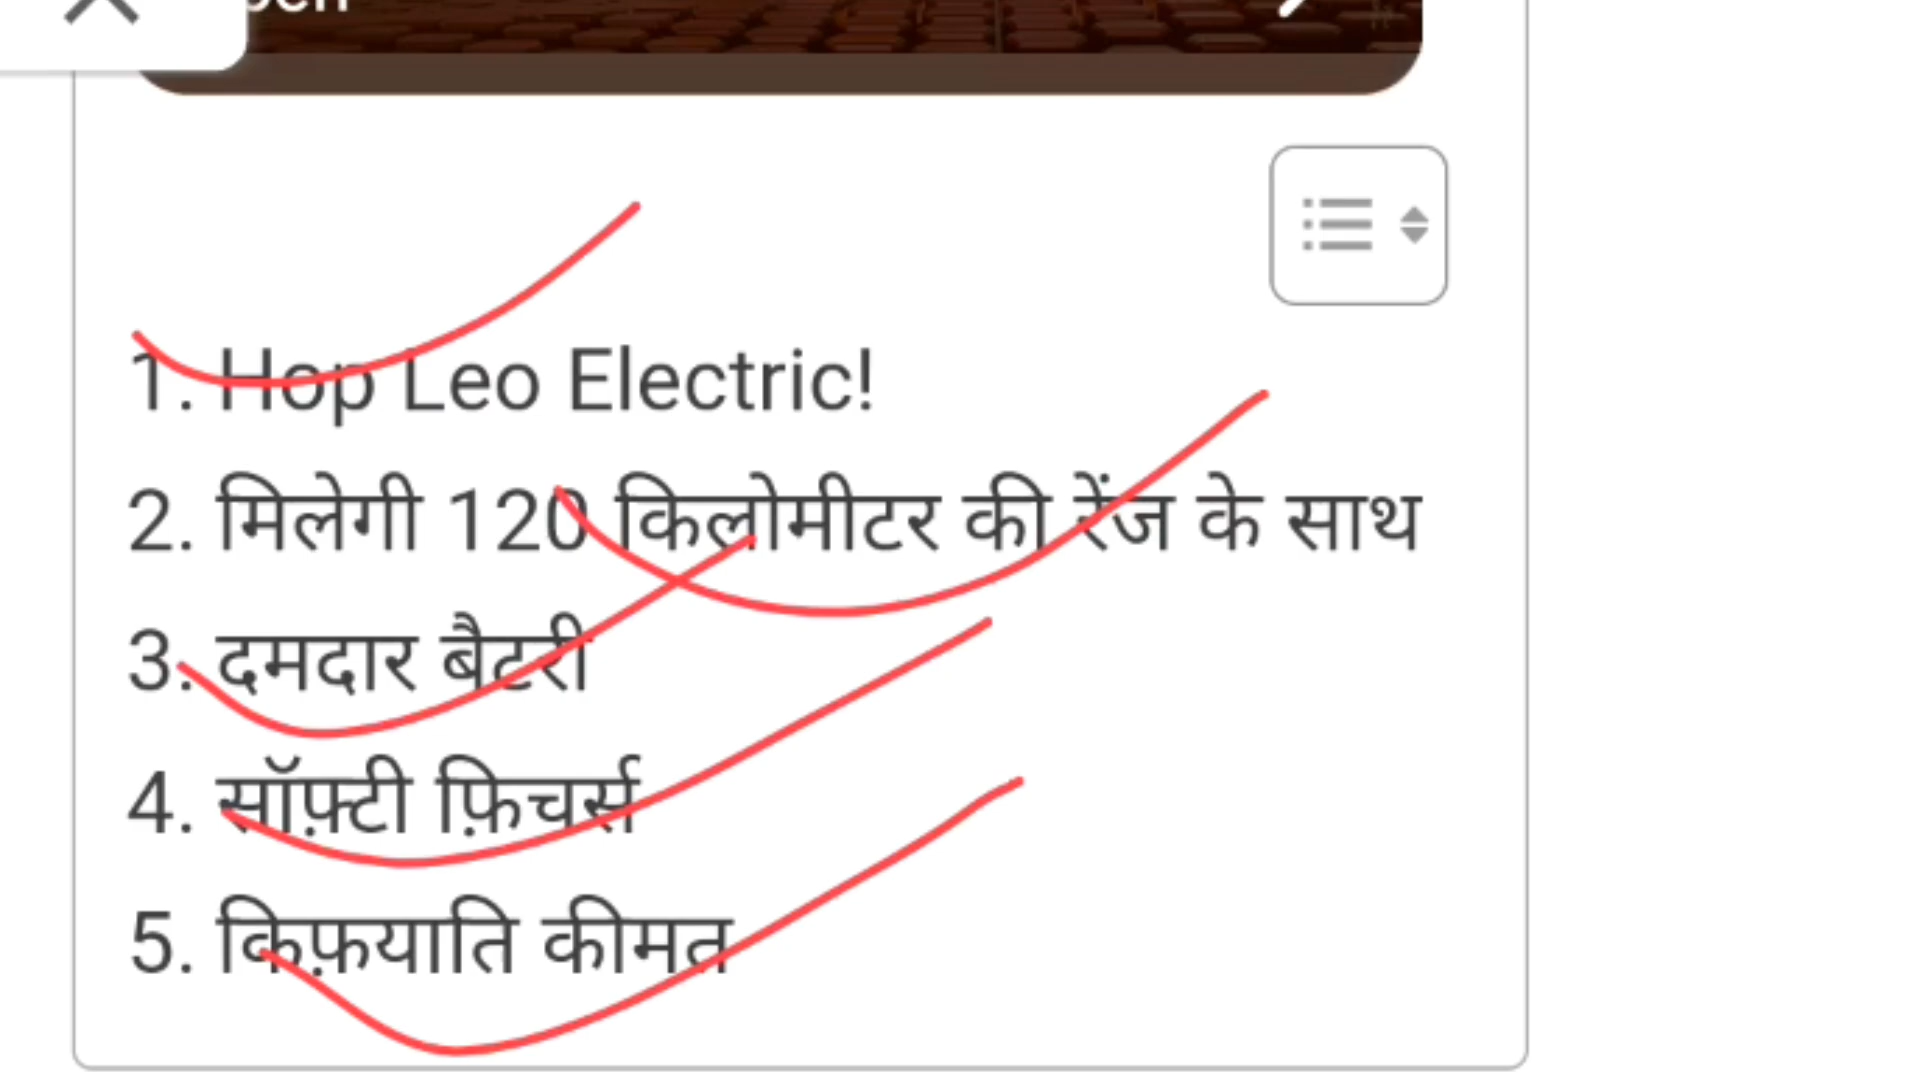 1. Hop Leo Electric!
2. मिलेगी 120 किलोमीटर की रेंज के साथ
3. दमदार बैटरी
4. सॉफ़्टी फ़िचर्स
5. किफ़याति कीमत